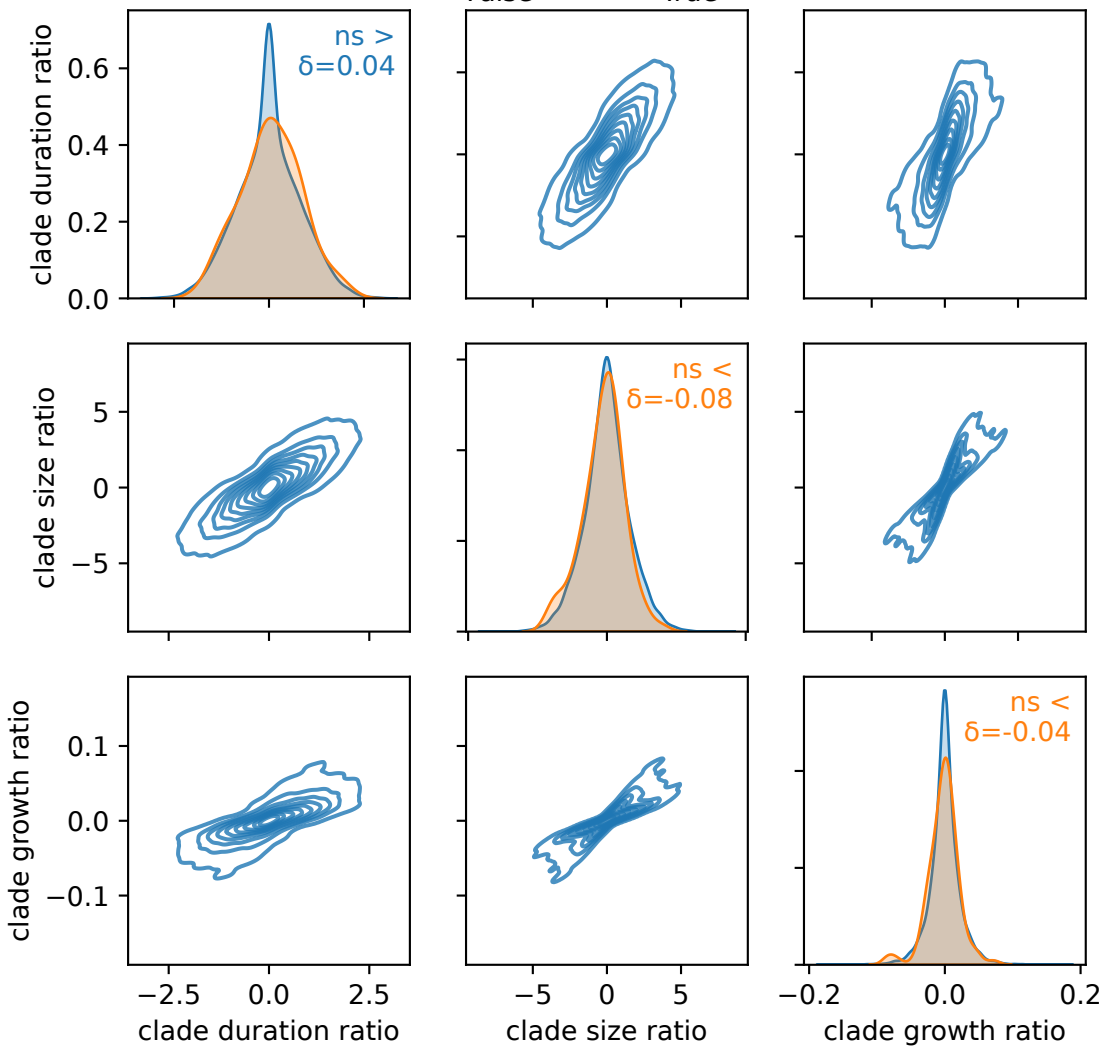 ns >
δ=0.04
clade duration ratio
0.6
0.4
0.2
0.0
ns <
δ=-0.08
clade size ratio
5
0
−5
ns <
δ=-0.04
clade growth ratio
0.1
0.0
−0.1
−2.5 0.0 2.5 −5 0 5 −0.2 0.0 0.2
clade duration ratio clade size ratio clade growth ratio